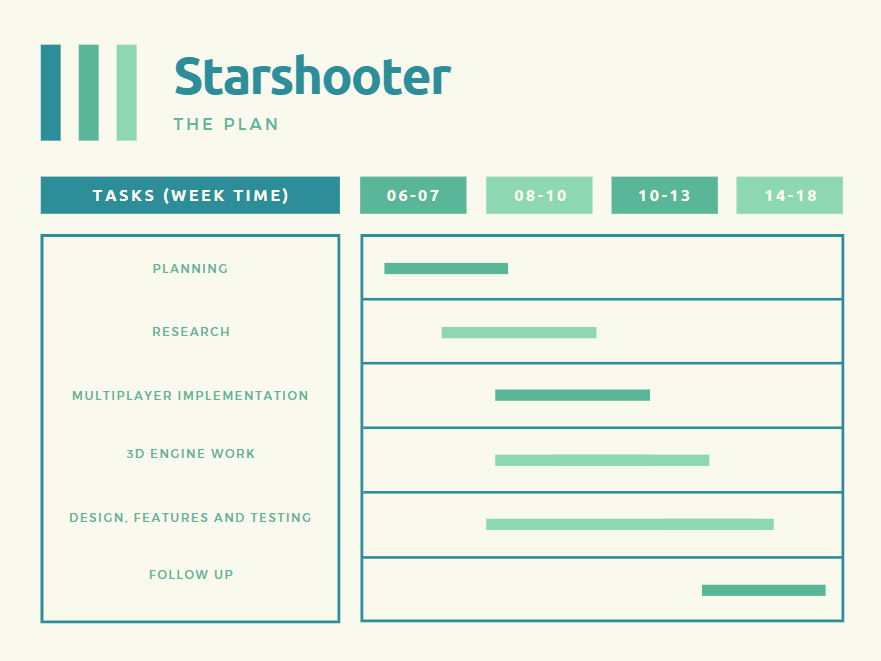 Starshooter
THE PLAN
TASKS (WEEK TIME)
06-07
08-10
10-13
14-18
PLANNING
RESEARCH
MULTIPLAYER IMPLEMENTATION
3D ENGINE WORK
DESIGN, FEATURES AND TESTING
FOLLOW UP